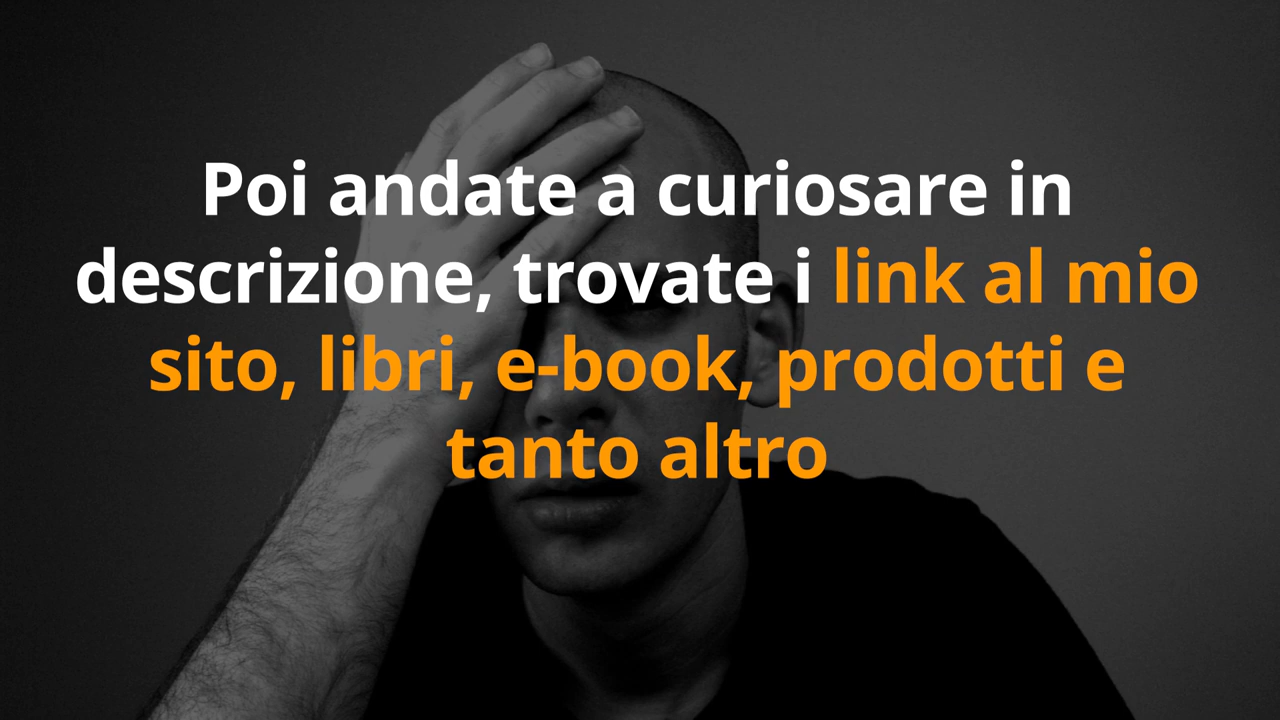 Poi andate a curiosare in
descrizione, trovate i link al mio
sito, libri, e-book, prodotti e
tanto altro